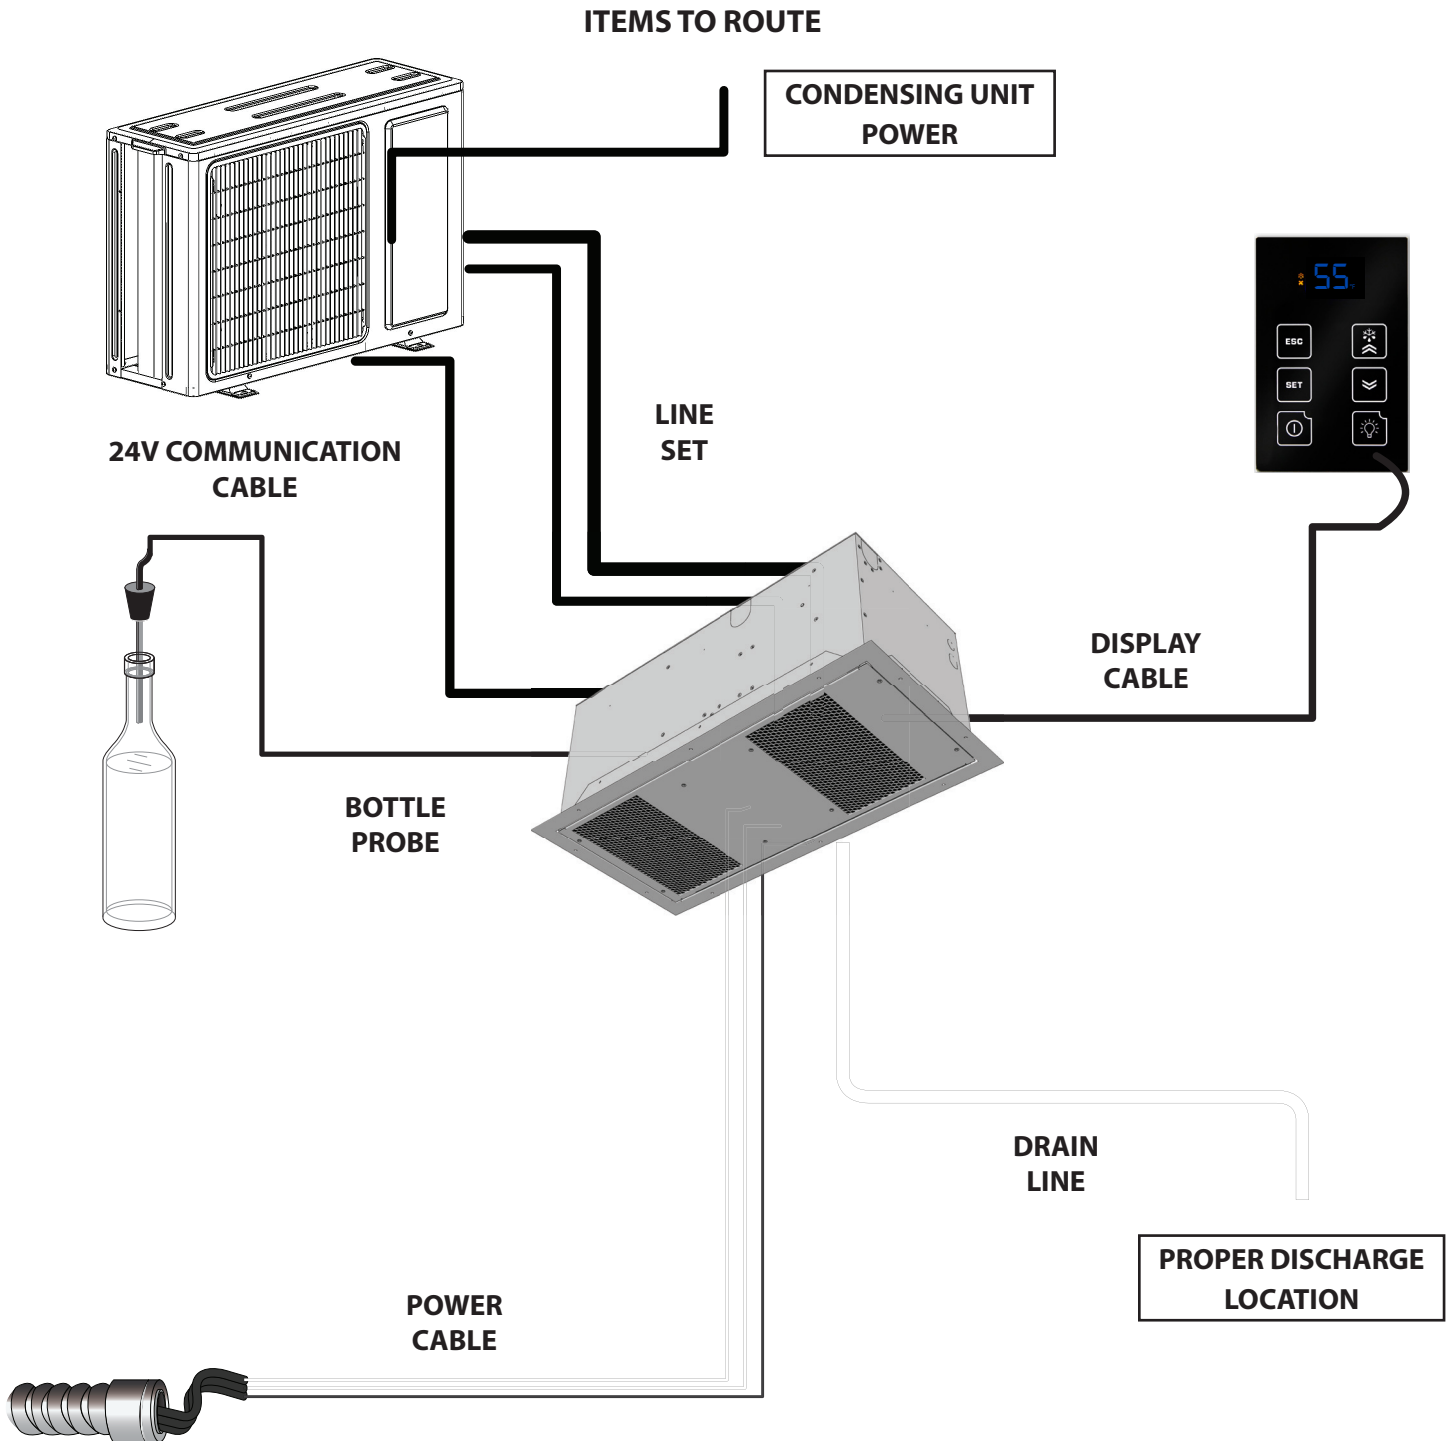 ITEMS TO ROUTE
CONDENSING UNIT
POWER
55
ESC
SET
LINE
SET
24V COMMUNICATION
CABLE
DISPLAY
CABLE
BOTTLE
PROBE
DRAIN
LINE
PROPER DISCHARGE
LOCATION
POWER
CABLE